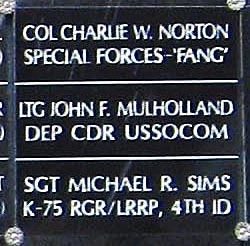 COL CHARLIE W. NORTON
SPECIAL FORCES-'FANG'
LTG JOHN F. MULHOLLAND
DEP CDR USSOCOM
SGT MICHAEL R. SIMS
K-75 RGR/LRRP, 4TH ID